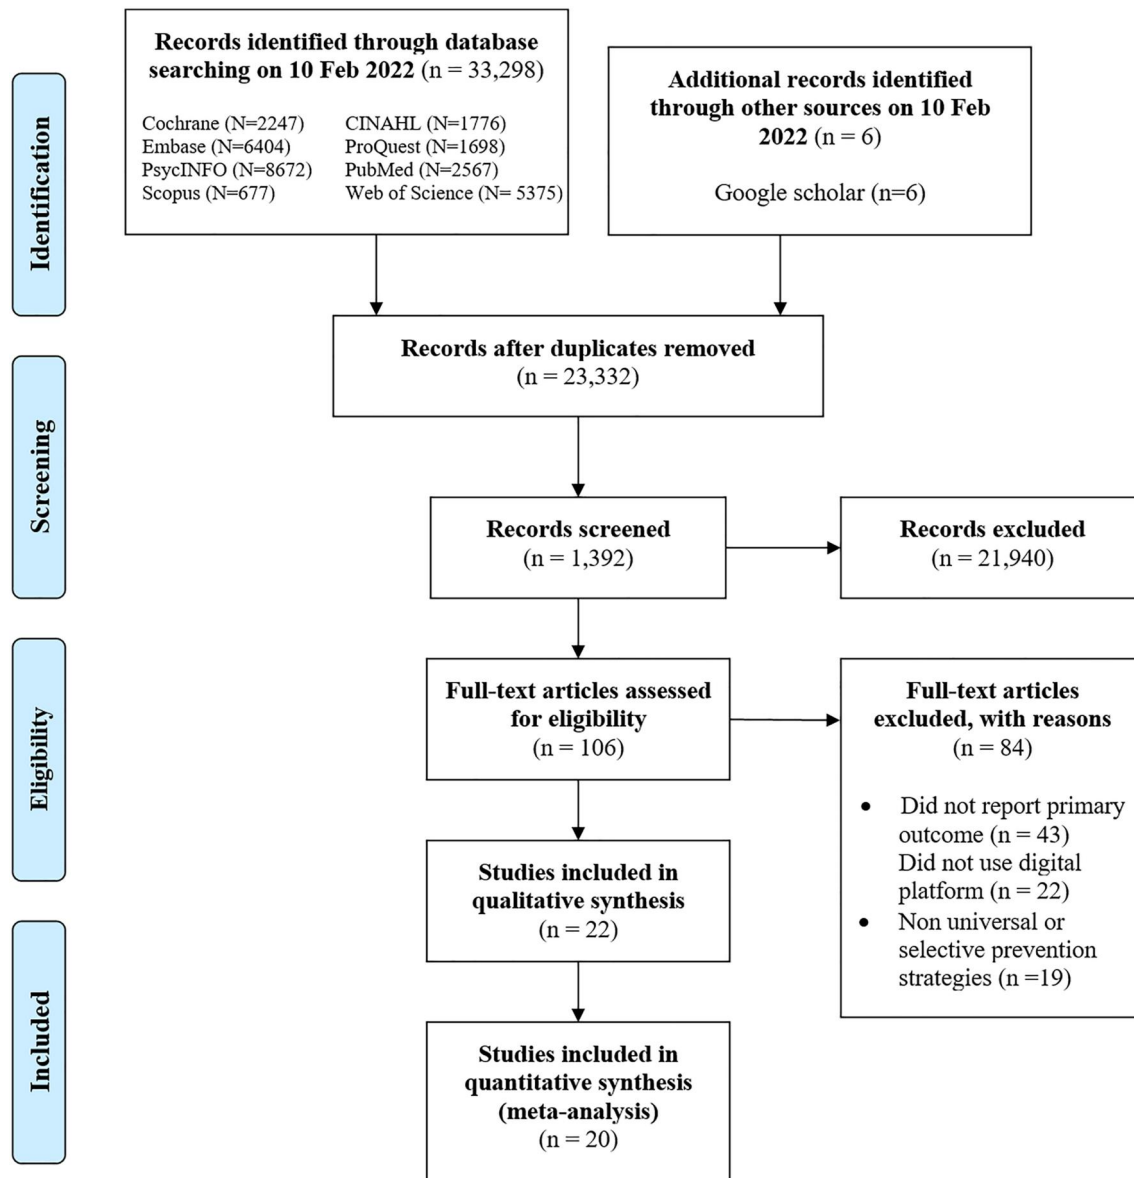 Records identified through database
searching on 10 Feb 2022 (n = 33,298)
Cochrane (N=2247)
Embase (N=6404)
PsycINFO (N=8672)
Scopus (N=677)
CINAHL (N=1776)
ProQuest (N=1698)
PubMed (N=2567)
Web of Science (N= 5375)
Additional records identified
through other sources on 10 Feb
2022 (n = 6)
Google scholar (n=6)
Identification
Records after duplicates removed
(n = 23,332)
Screening
Records screened
(n = 1,392)
Records excluded
(n = 21,940)
Eligibility
Full-text articles assessed
for eligibility
(n = 106)
Full-text articles
excluded, with reasons
(n = 84)
• Did not report primary
outcome (n = 43)
Did not use digital
platform (n = 22)
• Non universal or
selective prevention
strategies (n =19)
Studies included in
qualitative synthesis
(n = 22)
Included
Studies included in
quantitative synthesis
(meta-analysis)
(n = 20)